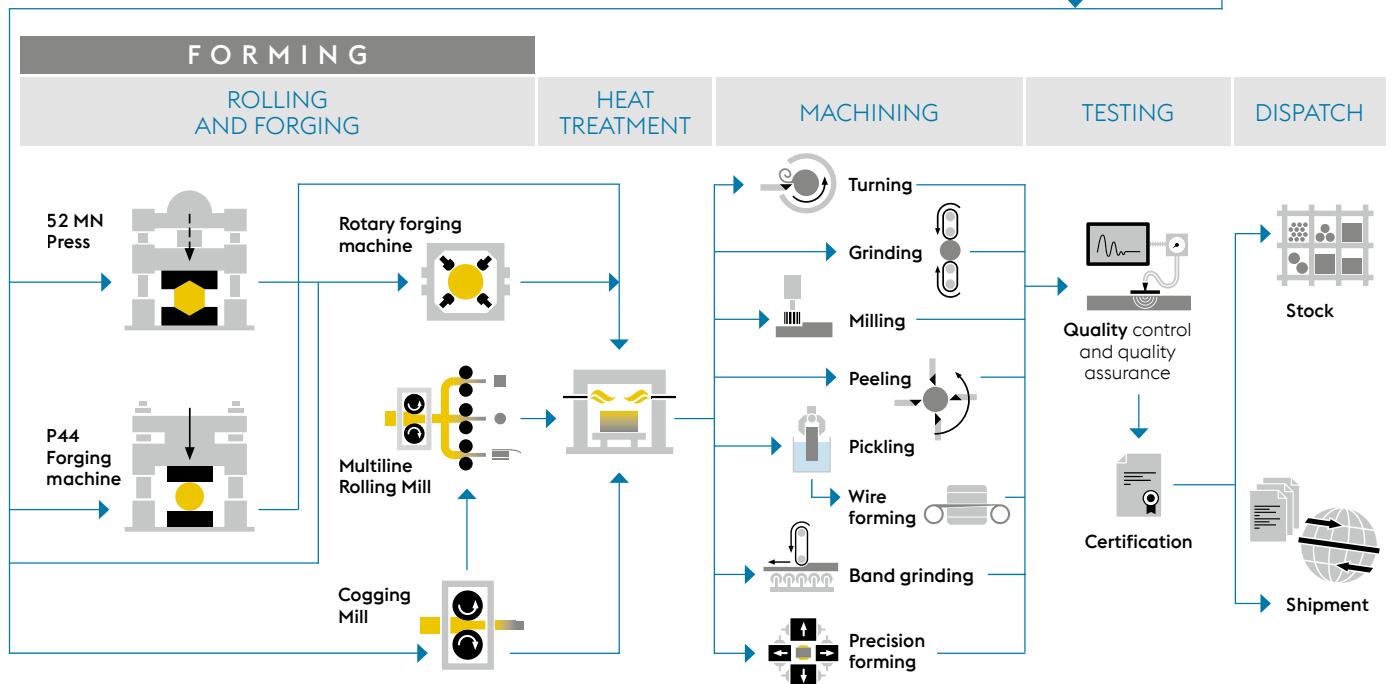 FORMING
ROLLING
AND FORGING
HEAT
TREATMENT
MACHINING
TESTING
DISPATCH
52 MN
Press
Rotary forging
machine
P44
Forging
machine
Multiline
Rolling Mill
Cogging
Mill
Turning
Grinding
Milling
Peeling
Pickling
Wire
forming
Band grinding
Precision
forming
Quality control
and quality
assurance
Certification
Stock
Shipment